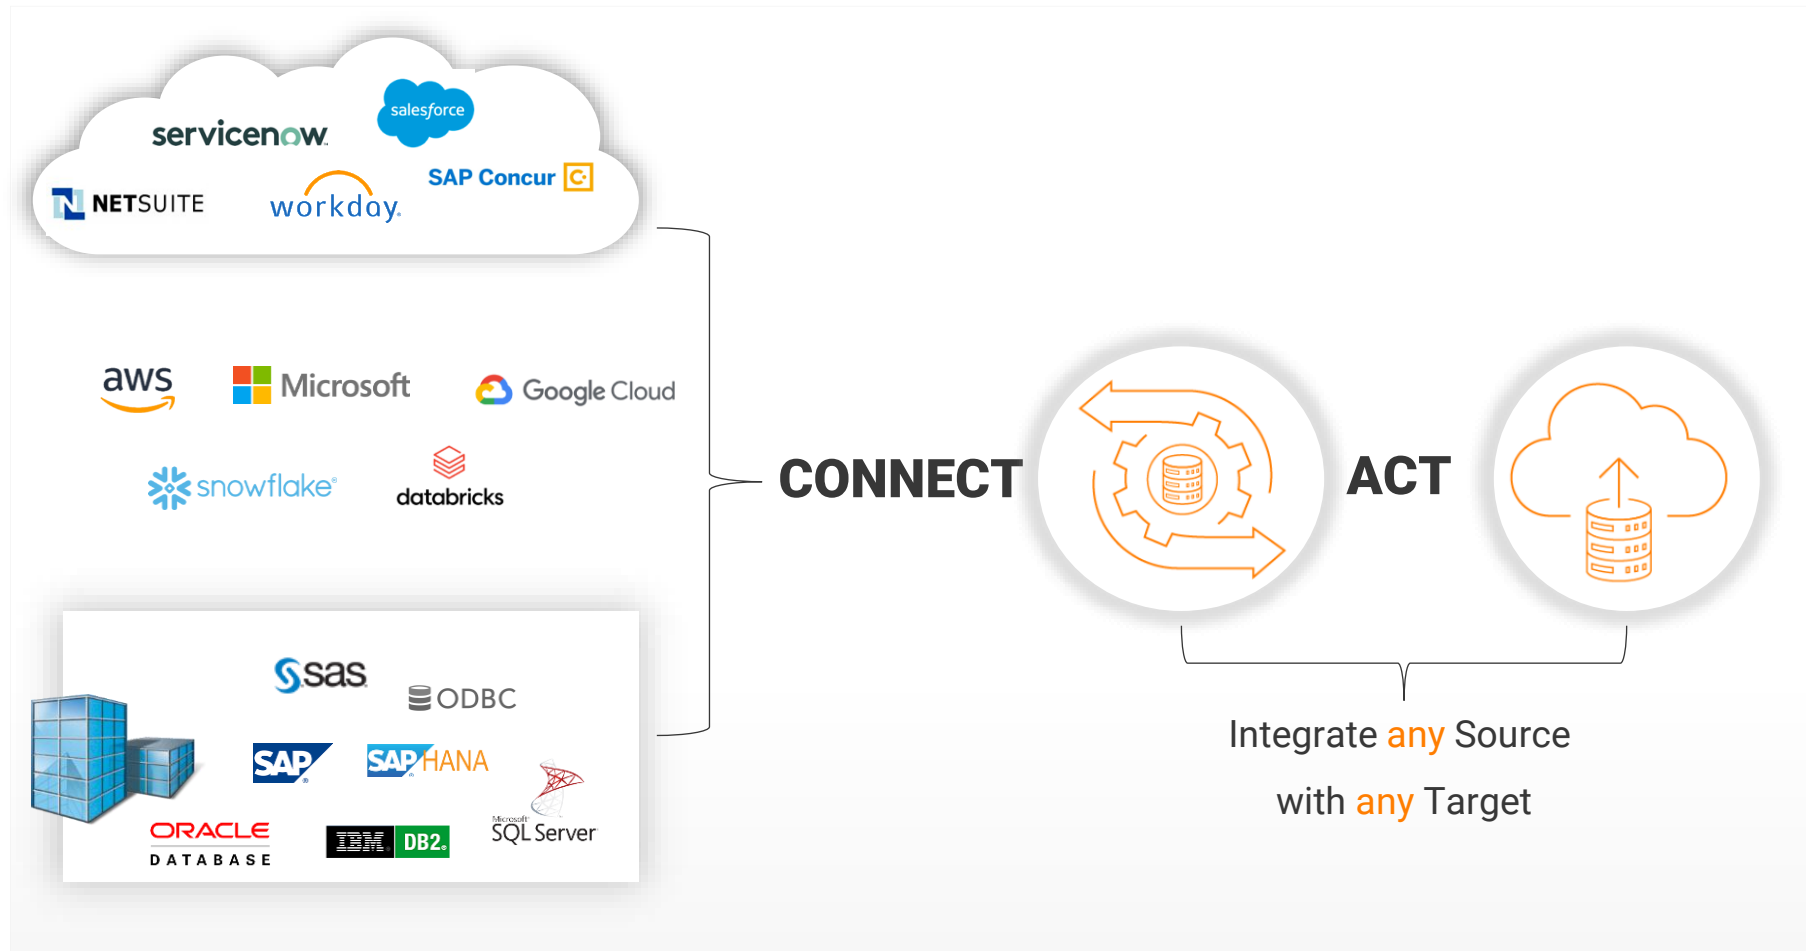 salesforce
servicenow
SAP Concur C
NETSUITE
workday
aws
Microsoft
Google Cloud
snowflake
databricks
CONNECT
ACT
sas
ODBC
SAP
SAP HANA
Microsoft
SQL Server
ORACLE
DATABASE
IBM DB2
Integrate any Source
with any Target